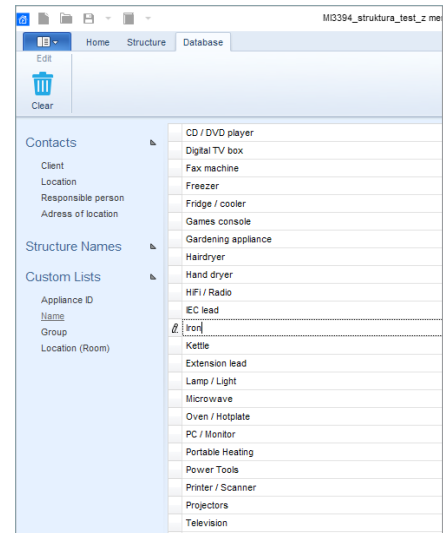 MI3394_struktura_test_z me
Home Structure Database
Edit
Clear
Contacts
Client
Location
Responsible person
Adress of location
Structure Names
Custom Lists
Appliance ID
Name
Group
Location (Room)
CD / DVD player
Digital TV box
Fax machine
Freezer
Fridge / cooler
Games console
Gardening appliance
Hairdryer
Hand dryer
HiFi / Radio
IEC lead
Iron
Kettle
Extension lead
Lamp / Light
Microwave
Oven / Hotplate
PC / Monitor
Portable Heating
Power Tools
Printer / Scanner
Projectors
Television